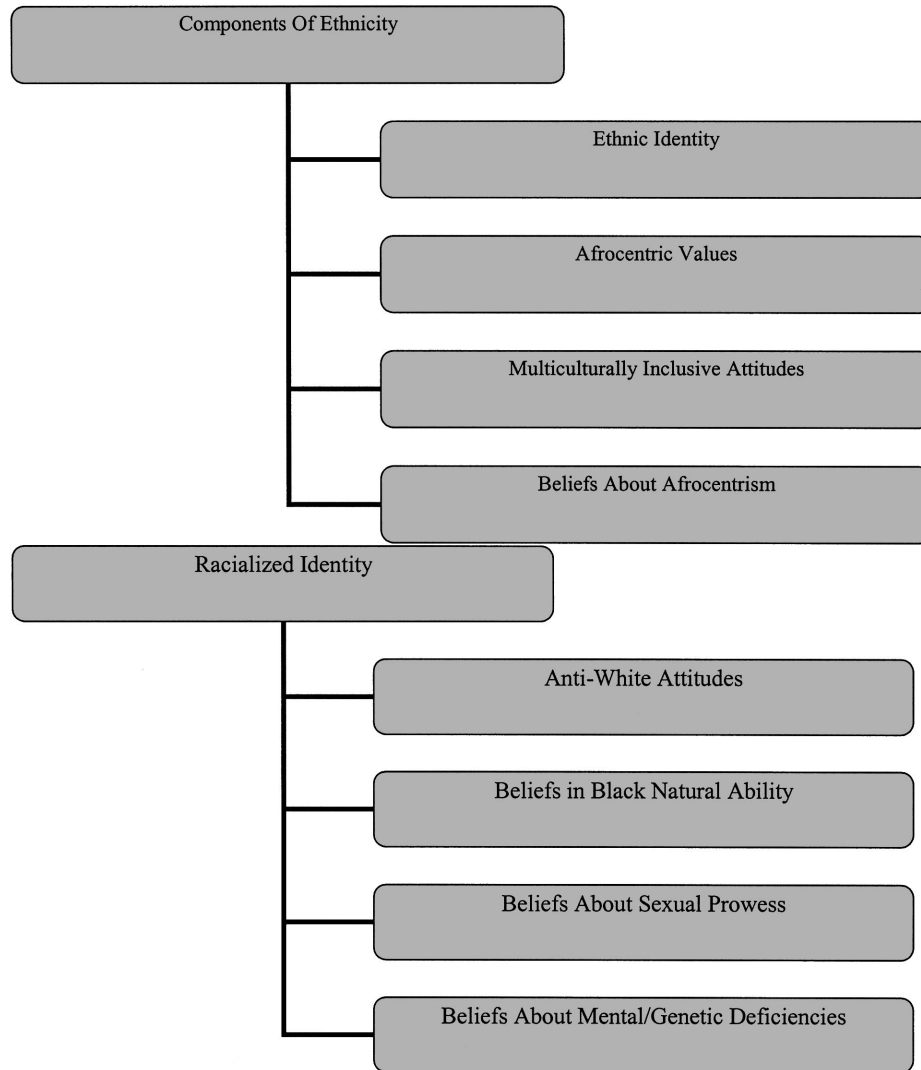 Components Of Ethnicity
Ethnic Identity
Afrocentric Values
Multiculturally Inclusive Attitudes
Beliefs About Afrocentrism
Racialized Identity
Anti-White Attitudes
Beliefs in Black Natural Ability
Beliefs About Sexual Prowess
Beliefs About Mental/Genetic Deficiencies